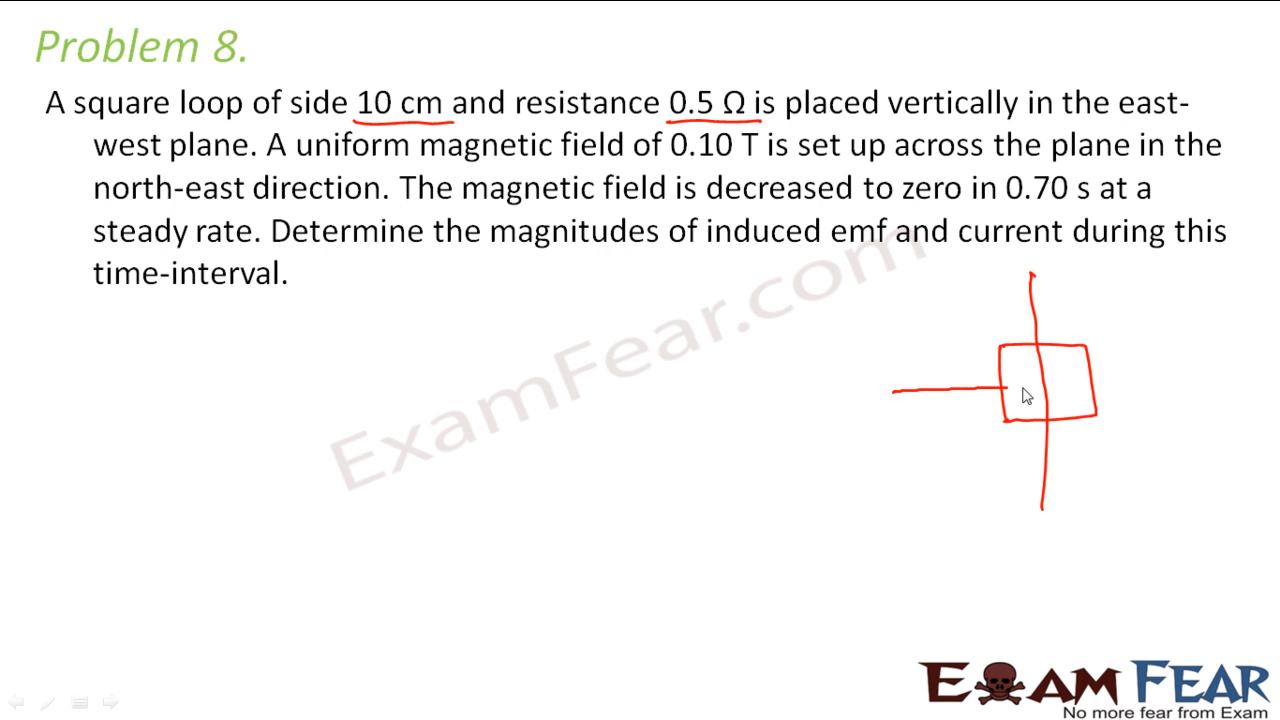 Problem 8.
A square loop of side 10 cm and resistance 0.5 Ω is placed vertically in the east-
west plane. A uniform magnetic field of 0.10 T is set up across the plane in the
north-east direction. The magnetic field is decreased to zero in 0.70 s at a
steady rate. Determine the magnitudes of induced emf and current during this
time-interval.
ExamFear.com
EXAM FEAR
No more fear from Exam